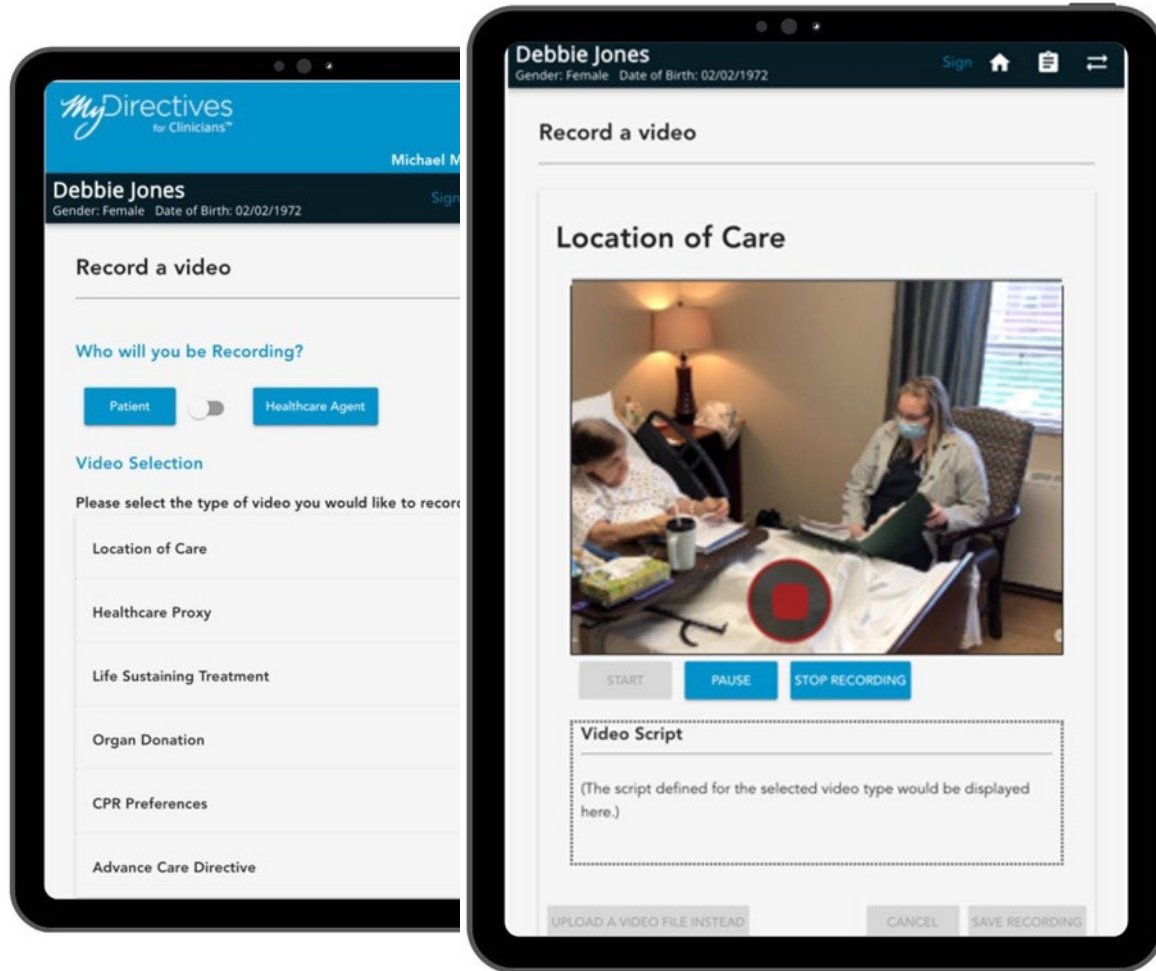 MyDirectives
for Clinicians™
Michael M
Debbie Jones
Sign
Gender: Female Date of Birth: 02/02/1972
Record a video
Who will you be Recording?
Patient
Healthcare Agent
Video Selection
Please select the type of video you would like to record
Location of Care
Healthcare Proxy
Life Sustaining Treatment
Organ Donation
CPR Preferences
Advance Care Directive
Debbie Jones
Sign
Gender: Female Date of Birth: 02/02/1972
Record a video
Location of Care
START
PAUSE
STOP RECORDING
Video Script
(The script defined for the selected video type would be displayed
here.)
UPLOAD A VIDEO FILE INSTEAD
CANCEL
SAVE RECORDING